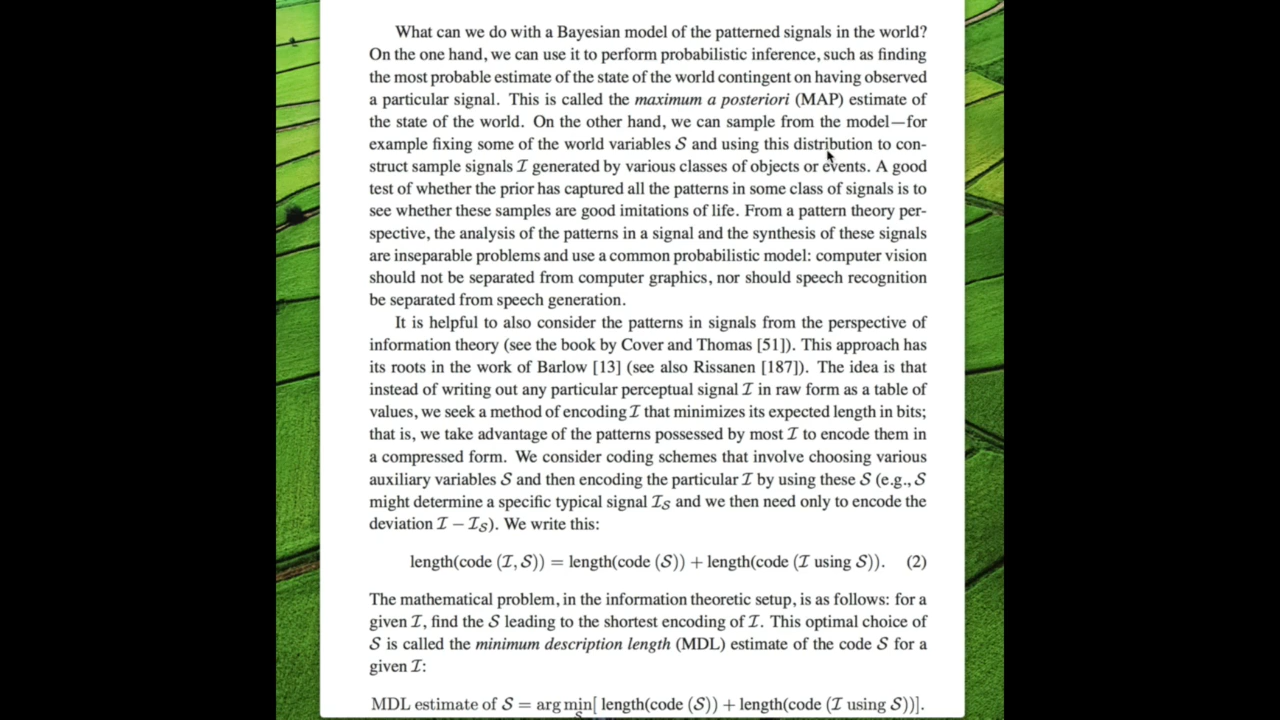 What can we do with a Bayesian model of the patterned signals in the world?
On the one hand, we can use it to perform probabilistic inference, such as finding
the most probable estimate of the state of the world contingent on having observed
a particular signal. This is called the maximum a posteriori (MAP) estimate of
the state of the world. On the other hand, we can sample from the model—for
example fixing some of the world variables 𝒮 and using this distribution to con-
struct sample signals ℐ generated by various classes of objects or events. A good
test of whether the prior has captured all the patterns in some class of signals is to
see whether these samples are good imitations of life. From a pattern theory per-
spective, the analysis of the patterns in a signal and the synthesis of these signals
are inseparable problems and use a common probabilistic model: computer vision
should not be separated from computer graphics, nor should speech recognition
be separated from speech generation.
It is helpful to also consider the patterns in signals from the perspective of
information theory (see the book by Cover and Thomas [51]). This approach has
its roots in the work of Barlow [13] (see also Rissanen [187]). The idea is that
instead of writing out any particular perceptual signal ℐ in raw form as a table of
values, we seek a method of encoding ℐ that minimizes its expected length in bits;
that is, we take advantage of the patterns possessed by most ℐ to encode them in
a compressed form. We consider coding schemes that involve choosing various
auxiliary variables 𝒮 and then encoding the particular ℐ by using these 𝒮 (e.g., 𝒮
might determine a specific typical signal ℐ_𝒮 and we then need only to encode the
deviation ℐ − ℐ_𝒮). We write this:
length(code (ℐ, 𝒮)) = length(code (𝒮)) + length(code (ℐ using 𝒮)). (2)
The mathematical problem, in the information theoretic setup, is as follows: for a
given ℐ, find the 𝒮 leading to the shortest encoding of ℐ. This optimal choice of
𝒮 is called the minimum description length (MDL) estimate of the code 𝒮 for a
given ℐ:
MDL estimate of 𝒮 = arg min[ length(code (𝒮)) + length(code (ℐ using 𝒮))].
𝒮